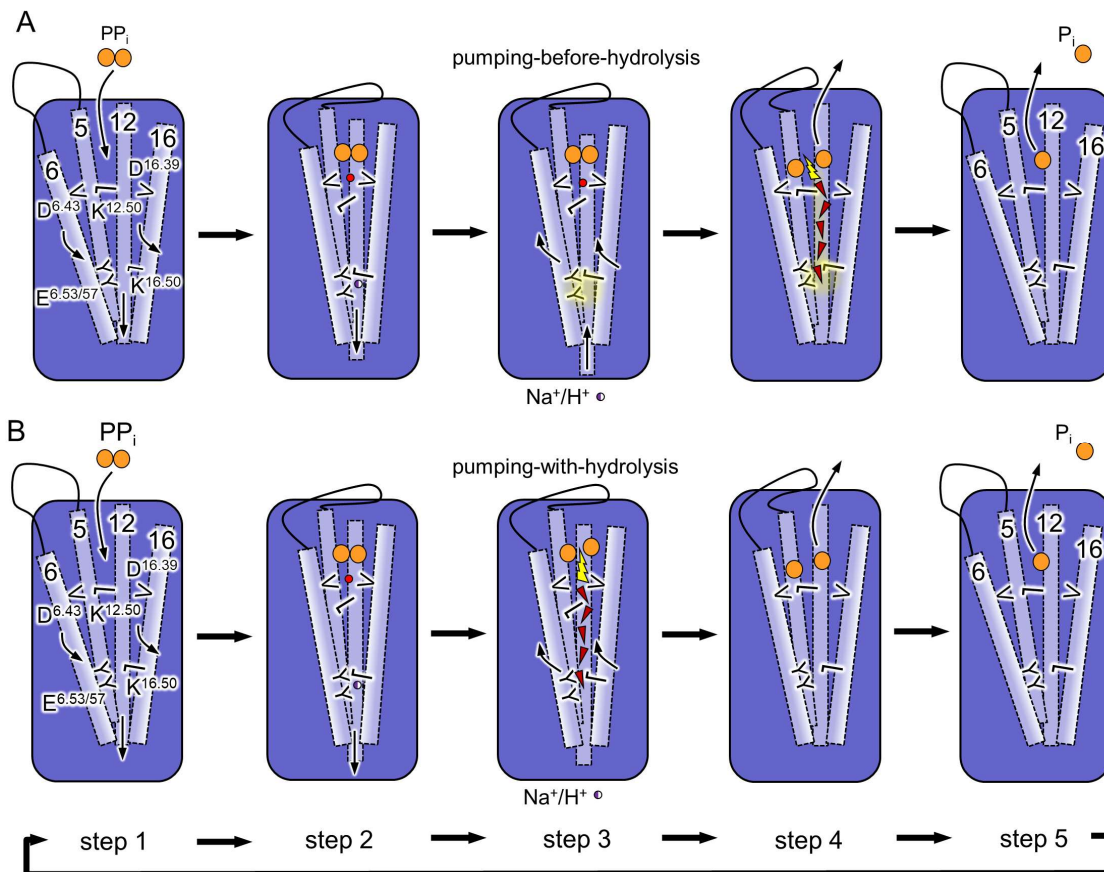 A
PPi
pumping-before-hydrolysis
Pi
5
12
16
6
D16.39
D6.43
K12.50
E6.53/57
K16.50
5
12
16
6
Na+/H+
B
PPi
pumping-with-hydrolysis
Pi
5
12
16
6
D16.39
D6.43
K12.50
E6.53/57
K16.50
5
12
16
6
Na+/H+
step 1
step 2
step 3
step 4
step 5